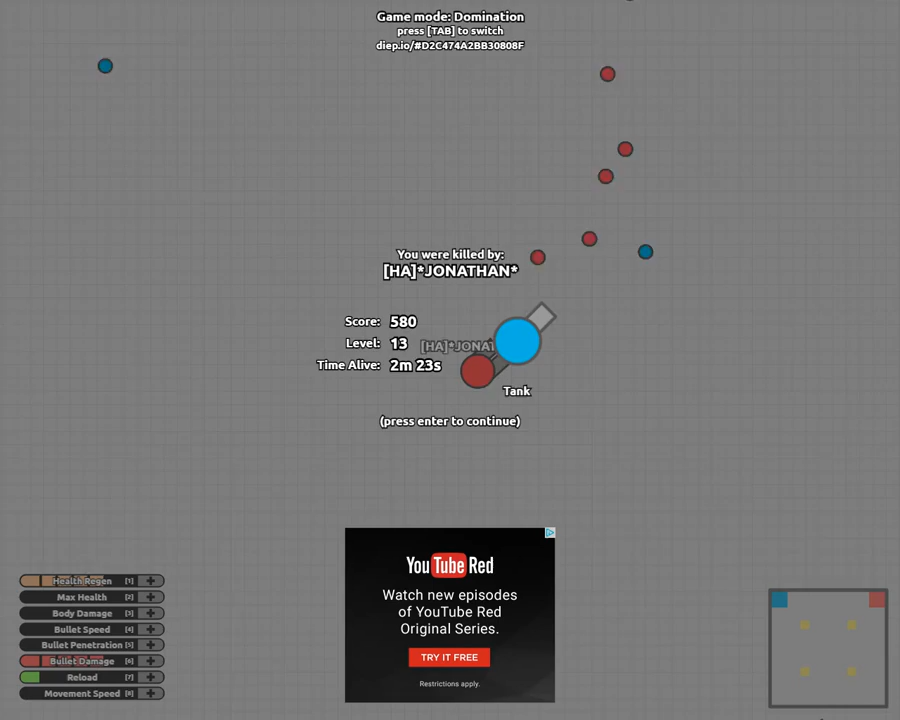 Game mode: Domination
press [TAB] to switch
diep.io/#D2C474A2BB30808F
You were killed by:
[HA]*JONATHAN*
Score: 580
Level: 13
[HA]*JONAT
Time Alive: 2m 23s
Tank
(press enter to continue)
YouTube Red
Watch new episodes
of YouTube Red
Original Series.
TRY IT FREE
Restrictions apply.
Health Regen [1] +
Max Health [2] +
Body Damage [3] +
Bullet Speed [4] +
Bullet Penetration [5] +
Bullet Damage [6] +
Reload [7] +
Movement Speed [8] +